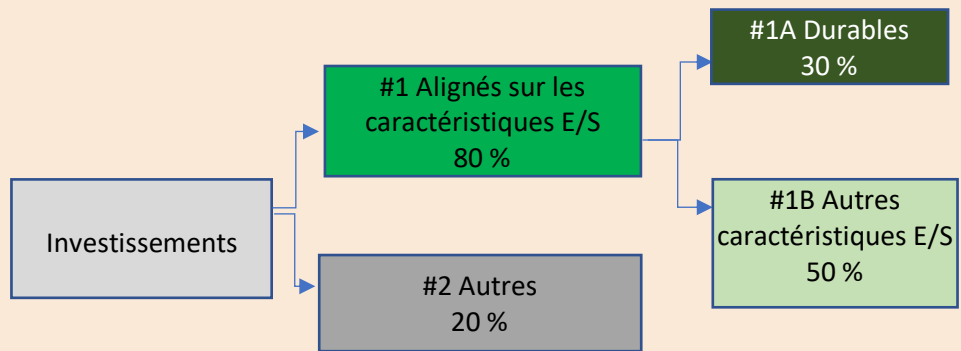 Investissements
#1 Alignés sur les
caractéristiques E/S
80 %
#2 Autres
20 %
#1A Durables
30 %
#1B Autres
caractéristiques E/S
50 %